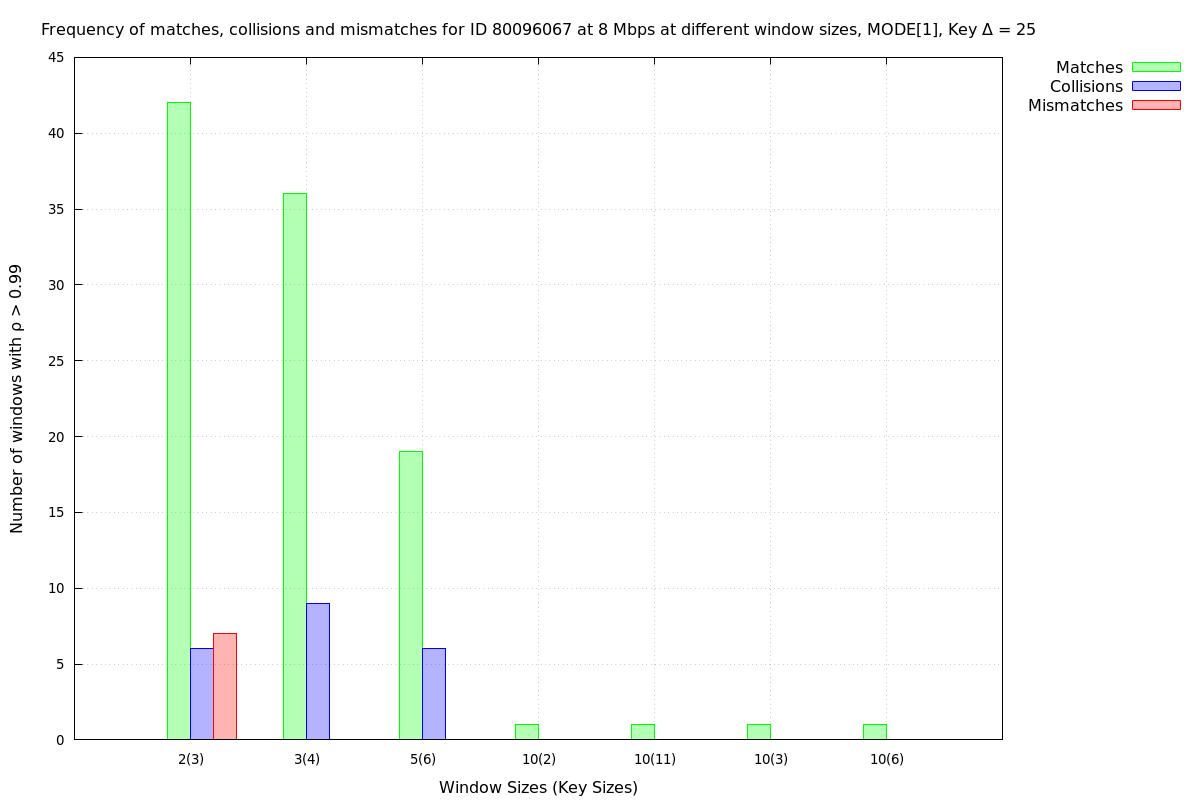 Frequency of matches, collisions and mismatches for ID 80096067 at 8 Mbps at different window sizes, MODE[1], Key Δ = 25
Matches
Collisions
Mismatches
45
40
35
30
25
20
15
10
5
0
Number of windows with ρ > 0.99
2(3) 3(4) 5(6) 10(2) 10(11) 10(3) 10(6)
Window Sizes (Key Sizes)